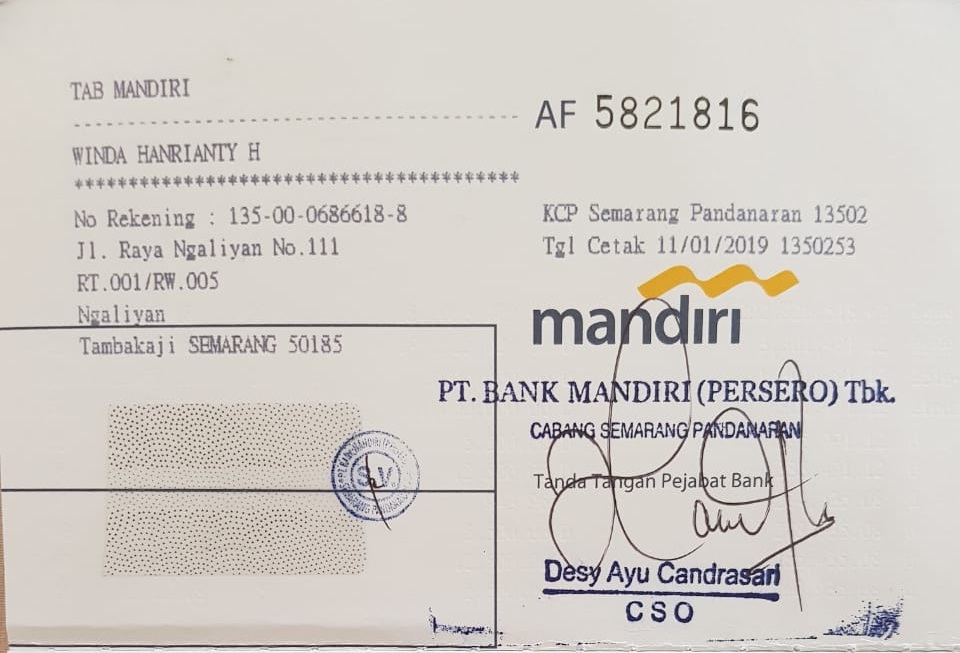 TAB MANDIRI
AF 5821816
WINDA HANRIANTY H
****************************************
No Rekening : 135-00-0686618-8
Jl. Raya Ngaliyan No.111
RT.001/RW.005
Ngaliyan
Tambakaji SEMARANG 50185
KCP Semarang Pandanaran 13502
Tgl Cetak 11/01/2019 1350253
mandırı
PT. BANK MANDIRI (PERSERO) Tbk.
CABANG SEMARANG PANDANARAN
Tanda Tangan Pejabat Bank
Desy Ayu Candrasari
CSO
S.V.